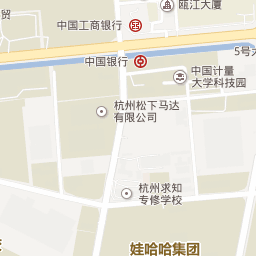 贸
瓯江大厦
中国工商银行
5号
中国银行
中国计量
大学科技园
杭州松下马达
有限公司
杭州求知
专修学校
娃哈哈集团